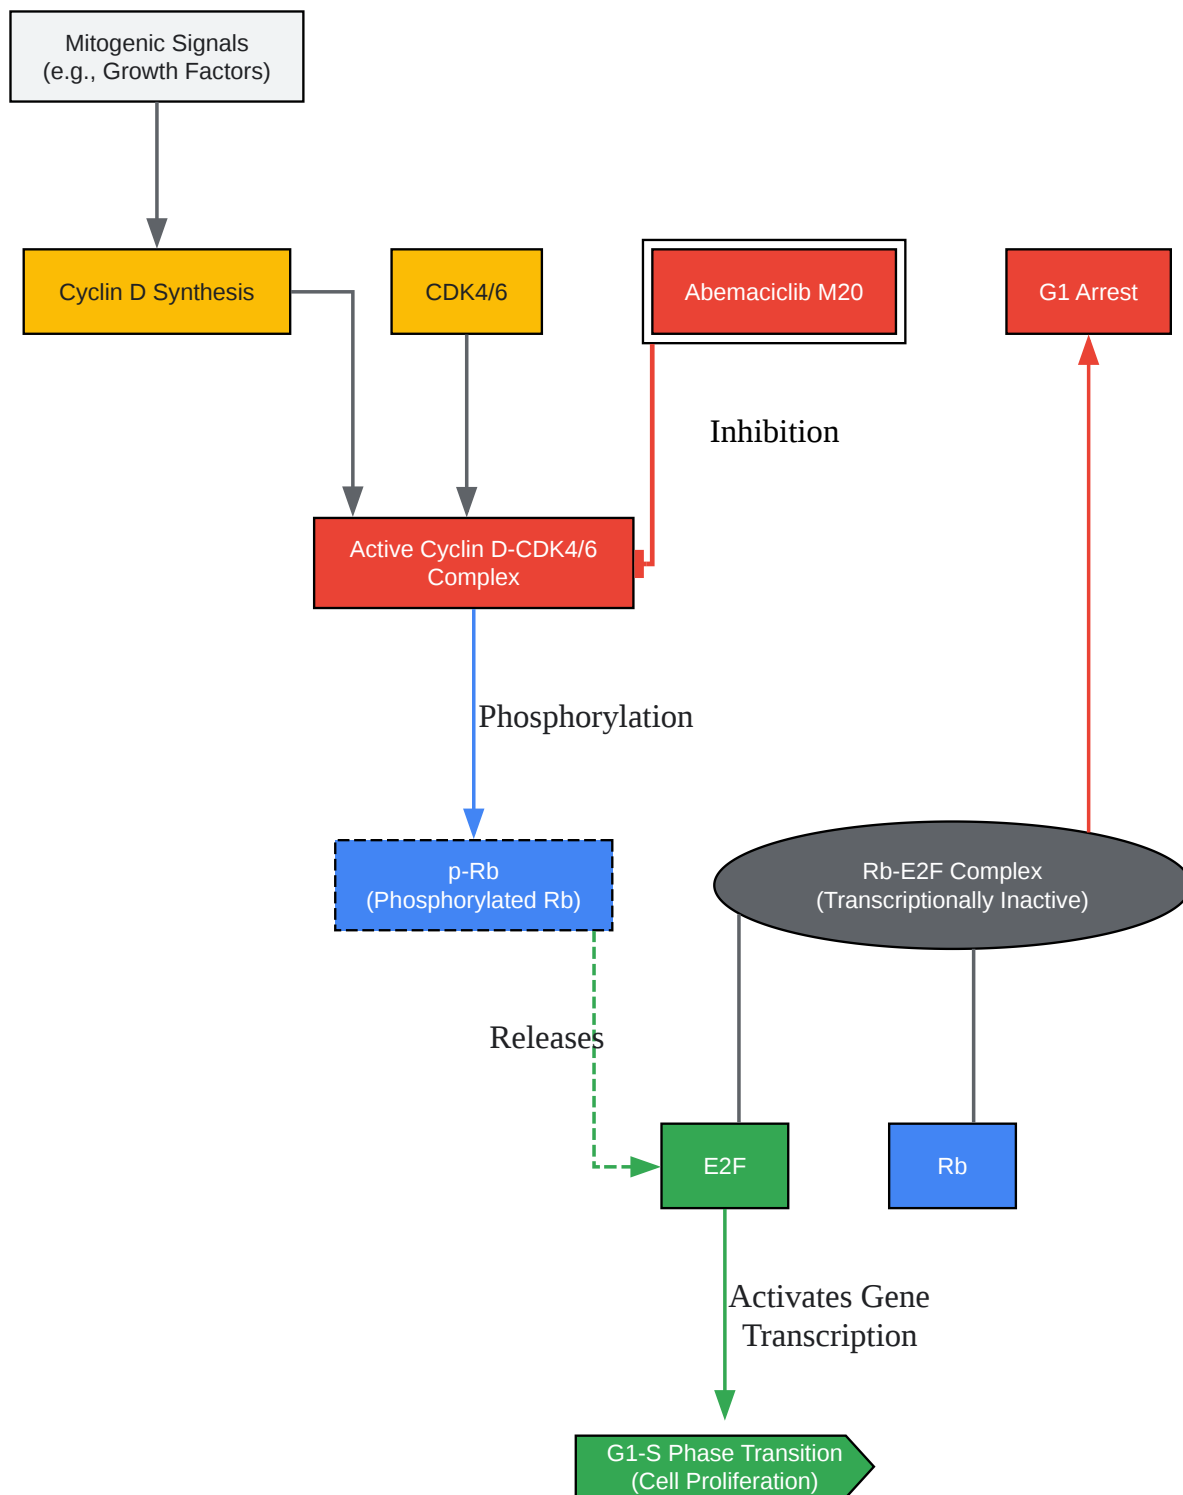 Mitogenic Signals
(e.g., Growth Factors)
Cyclin D Synthesis
CDK4/6
Abemaciclib M20
G1 Arrest
Inhibition
Active Cyclin D-CDK4/6
Complex
Phosphorylation
p-Rb
(Phosphorylated Rb)
Rb-E2F Complex
(Transcriptionally Inactive)
Releases
E2F
Rb
Activates Gene
Transcription
G1-S Phase Transition
(Cell Proliferation)